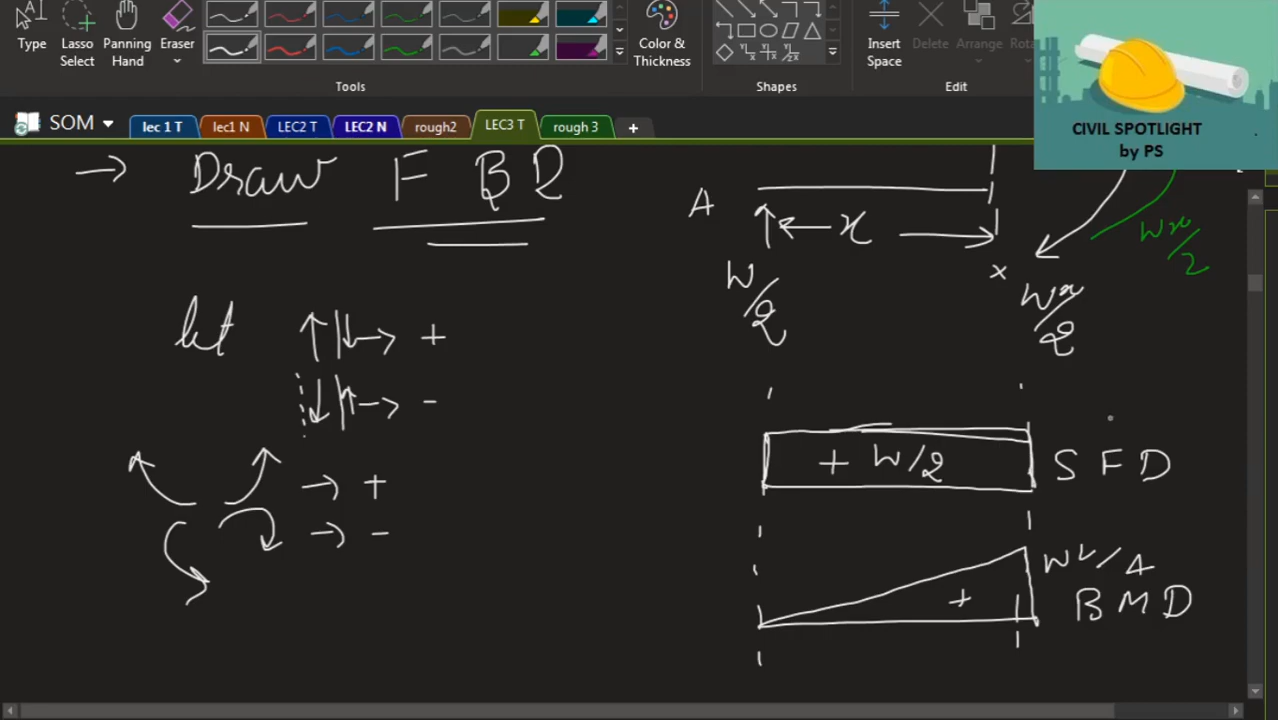 Type
Lasso Select
Panning Hand
Eraser
Color & Thickness
Insert Space
Delete
Arrange
Tools
Shapes
Edit
CIVIL SPOTLIGHT
by PS
SOM
lec 1 T
lec1 N
LEC2 T
LEC2 N
rough2
LEC3 T
rough 3
→ Draw F B D
A
x
W/2
x
Wx/2
Wx/2
let ↑|↓ → +
↓|↑ → -
→ +
→ -
+ W/2 S F D
WL/4
+ B M D